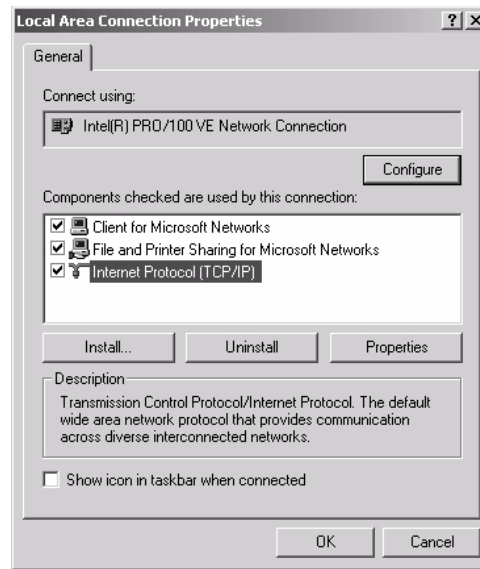 Local Area Connection Properties
General
Connect using:
Intel(R) PRO/100 VE Network Connection
Configure
Components checked are used by this connection:
Client for Microsoft Networks
File and Printer Sharing for Microsoft Networks
Internet Protocol (TCP/IP)
Install... Uninstall Properties
Description
Transmission Control Protocol/Internet Protocol. The default
wide area network protocol that provides communication
across diverse interconnected networks.
Show icon in taskbar when connected
OK Cancel